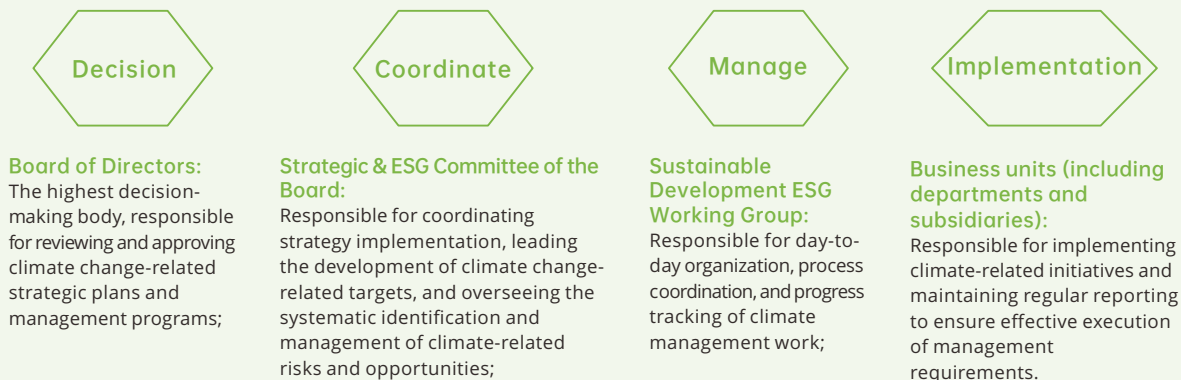 Decision
Coordinate
Manage
Implementation
Board of Directors:
The highest decision-
making body, responsible
for reviewing and approving
climate change-related
strategic plans and
management programs;
Strategic & ESG Committee of the
Board:
Responsible for coordinating
strategy implementation, leading
the development of climate change-
related targets, and overseeing the
systematic identification and
management of climate-related
risks and opportunities;
Sustainable
Development ESG
Working Group:
Responsible for day-to-
day organization, process
coordination, and progress
tracking of climate
management work;
Business units (including
departments and
subsidiaries):
Responsible for implementing
climate-related initiatives and
maintaining regular reporting
to ensure effective execution
of management
requirements.